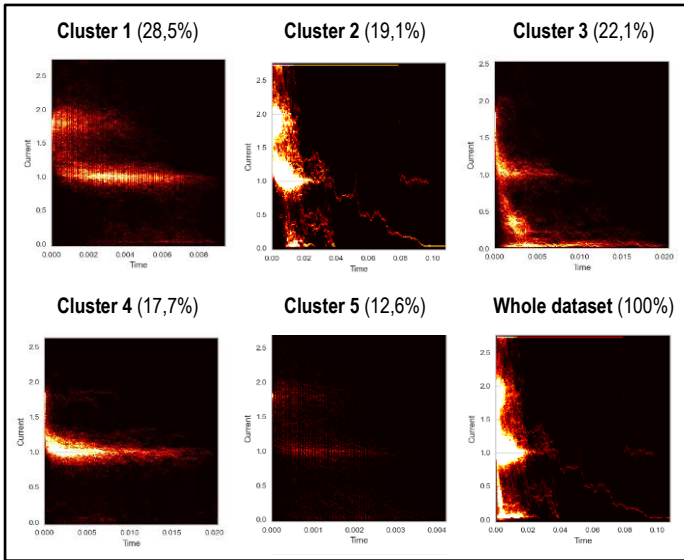 Cluster 1 (28,5%)
Cluster 2 (19,1%)
Cluster 3 (22,1%)
2.5
2.0
1.5
1.0
0.5
0.0
Current
0.000 0.002 0.004 0.006 0.008
Time
2.5
2.0
1.5
1.0
0.5
0.0
Current
0.00 0.02 0.04 0.06 0.08 0.10
Time
2.5
2.0
1.5
1.0
0.5
0.0
Current
0.000 0.005 0.010 0.015 0.020
Time
Cluster 4 (17,7%)
Cluster 5 (12,6%)
Whole dataset (100%)
2.5
2.0
1.5
1.0
0.5
0.0
Current
0.000 0.005 0.010 0.015 0.020
Time
2.5
2.0
1.5
1.0
0.5
0.0
Current
0.000 0.001 0.002 0.003 0.004
Time
2.5
2.0
1.5
1.0
0.5
0.0
Current
0.00 0.02 0.04 0.06 0.08 0.10
Time